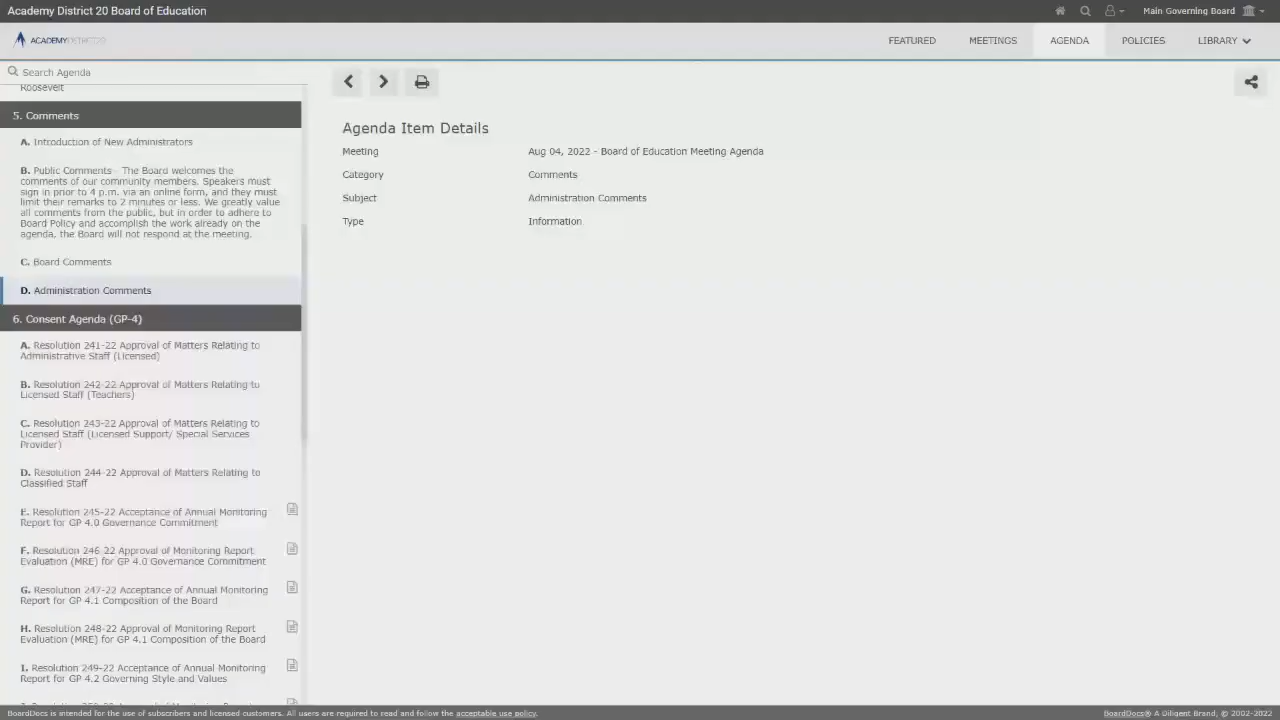 Academy District 20 Board of Education
Main Governing Board
ACADEMYDISTRICT20
FEATURED
MEETINGS
AGENDA
POLICIES
LIBRARY
Search Agenda
Roosevelt
5. Comments
A. Introduction of New Administrators
B. Public Comments - The Board welcomes the
comments of our community members. Speakers must
sign in prior to 4 p.m. via an online form, and they must
limit their remarks to 2 minutes or less. We greatly value
all comments from the public, but in order to adhere to
Board Policy and accomplish the work already on the
agenda, the Board will not respond at the meeting.
C. Board Comments
D. Administration Comments
6. Consent Agenda (GP-4)
A. Resolution 241-22 Approval of Matters Relating to
Administrative Staff (Licensed)
B. Resolution 242-22 Approval of Matters Relating to
Licensed Staff (Teachers)
C. Resolution 243-22 Approval of Matters Relating to
Licensed Staff (Licensed Support/ Special Services
Provider)
D. Resolution 244-22 Approval of Matters Relating to
Classified Staff
E. Resolution 245-22 Acceptance of Annual Monitoring
Report for GP 4.0 Governance Commitment
F. Resolution 246-22 Approval of Monitoring Report
Evaluation (MRE) for GP 4.0 Governance Commitment
G. Resolution 247-22 Acceptance of Annual Monitoring
Report for GP 4.1 Composition of the Board
H. Resolution 248-22 Approval of Monitoring Report
Evaluation (MRE) for GP 4.1 Composition of the Board
I. Resolution 249-22 Acceptance of Annual Monitoring
Report for GP 4.2 Governing Style and Values
Agenda Item Details
Meeting Aug 04, 2022 - Board of Education Meeting Agenda
Category Comments
Subject Administration Comments
Type Information
BoardDocs is intended for the use of subscribers and licensed customers. All users are required to read and follow the acceptable use policy.
BoardDocs® A Diligent Brand, © 2002-2022